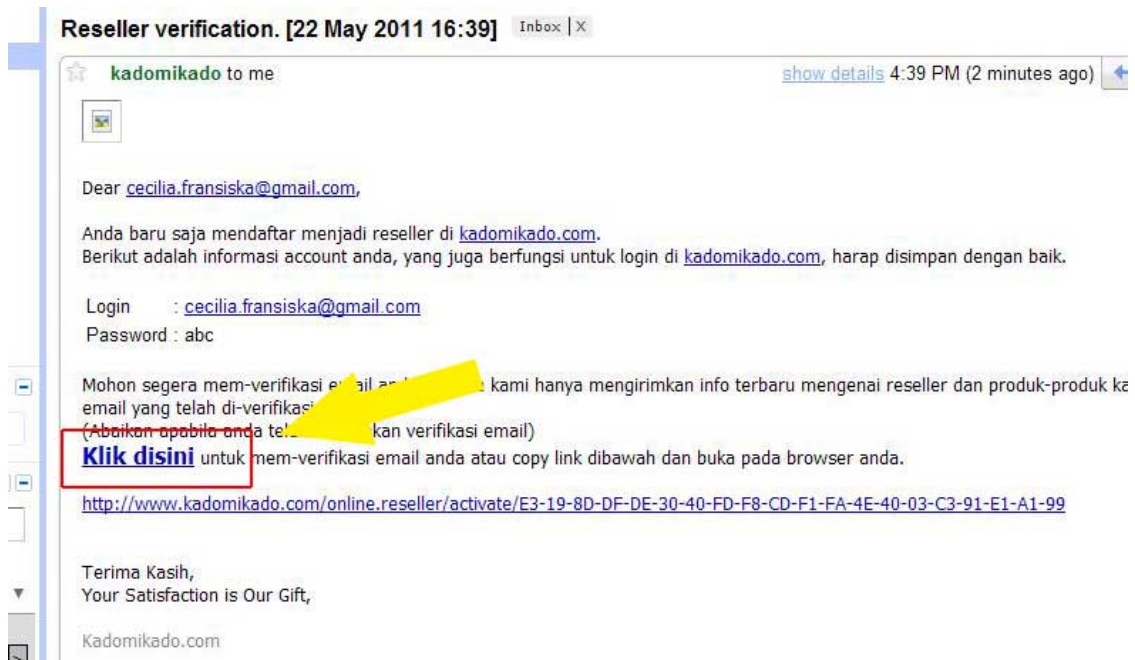 Reseller verification. [22 May 2011 16:39] Inbox | X
kadomikado to me show details 4:39 PM (2 minutes ago)
Dear cecilia.fransiska@gmail.com,
Anda baru saja mendaftar menjadi reseller di kadomikado.com.
Berikut adalah informasi account anda, yang juga berfungsi untuk login di kadomikado.com, harap disimpan dengan baik.
Login : cecilia.fransiska@gmail.com
Password : abc
Mohon segera mem-verifikasi kami hanya mengirimkan info terbaru mengenai reseller dan produk-produk
email yang telah di-verifikasi
(Abaikan apabila anda verifikasi email)
Klik disini untuk mem-verifikasi email anda atau copy link dibawah dan buka pada browser anda.
http://www.kadomikado.com/online.reseller/activate/E3-19-8D-DF-DE-30-40-FD-F8-CD-F1-FA-4E-40-03-C3-91-E1-A1-99
Terima Kasih,
Your Satisfaction is Our Gift,
Kadomikado.com